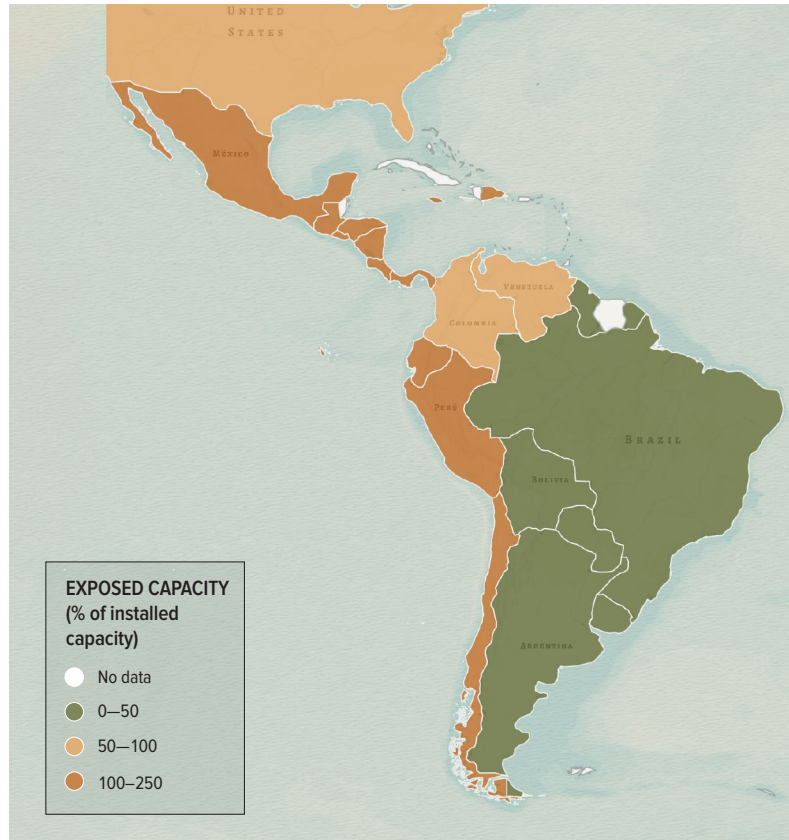 UNITED
STATES
MÉXICO
VENEZUELA
COLOMBIA
PERÚ
BRAZIL
BOLIVIA
ARGENTINA
EXPOSED CAPACITY
(% of installed
capacity)
No data
0—50
50—100
100–250